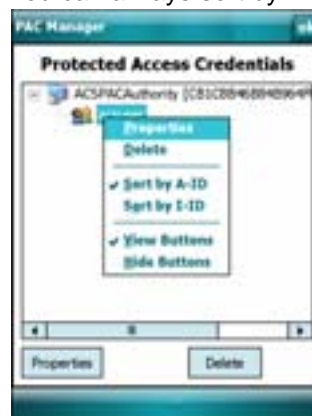 PAC Manager ok
Protected Access Credentials
ACSPACAuthority
Properties
Delete
Sort by A-ID
Sort by I-ID
View Buttons
Hide Buttons
Properties Delete